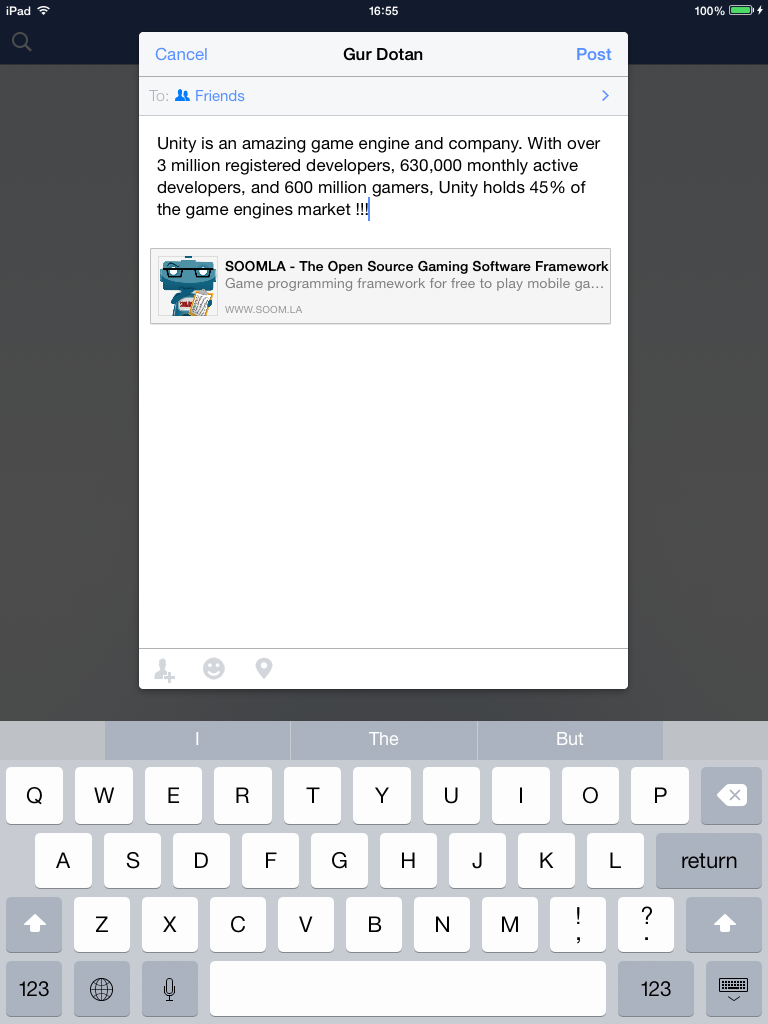 iPad 16:55 100%
Cancel Gur Dotan Post
To: Friends
Unity is an amazing game engine and company. With over
3 million registered developers, 630,000 monthly active
developers, and 600 million gamers, Unity holds 45% of
the game engines market !!!
SOOMLA - The Open Source Gaming Software Framework
Game programming framework for free to play mobile ga...
WWW.SOOM.LA
I The But
Q W E R T Y U I O P
A S D F G H J K L return
Z X C V B N M ! , ? .
123 123